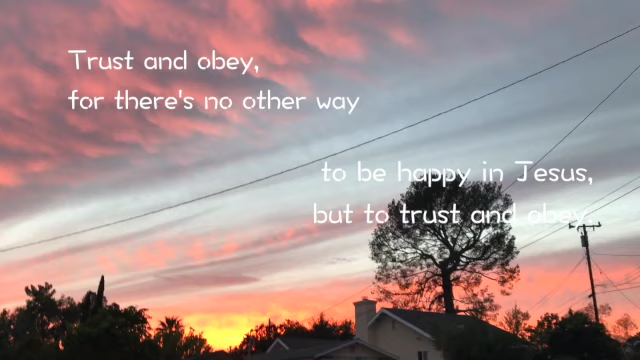 Trust and obey,
for there's no other way
to be happy in Jesus,
but to trust and obey.